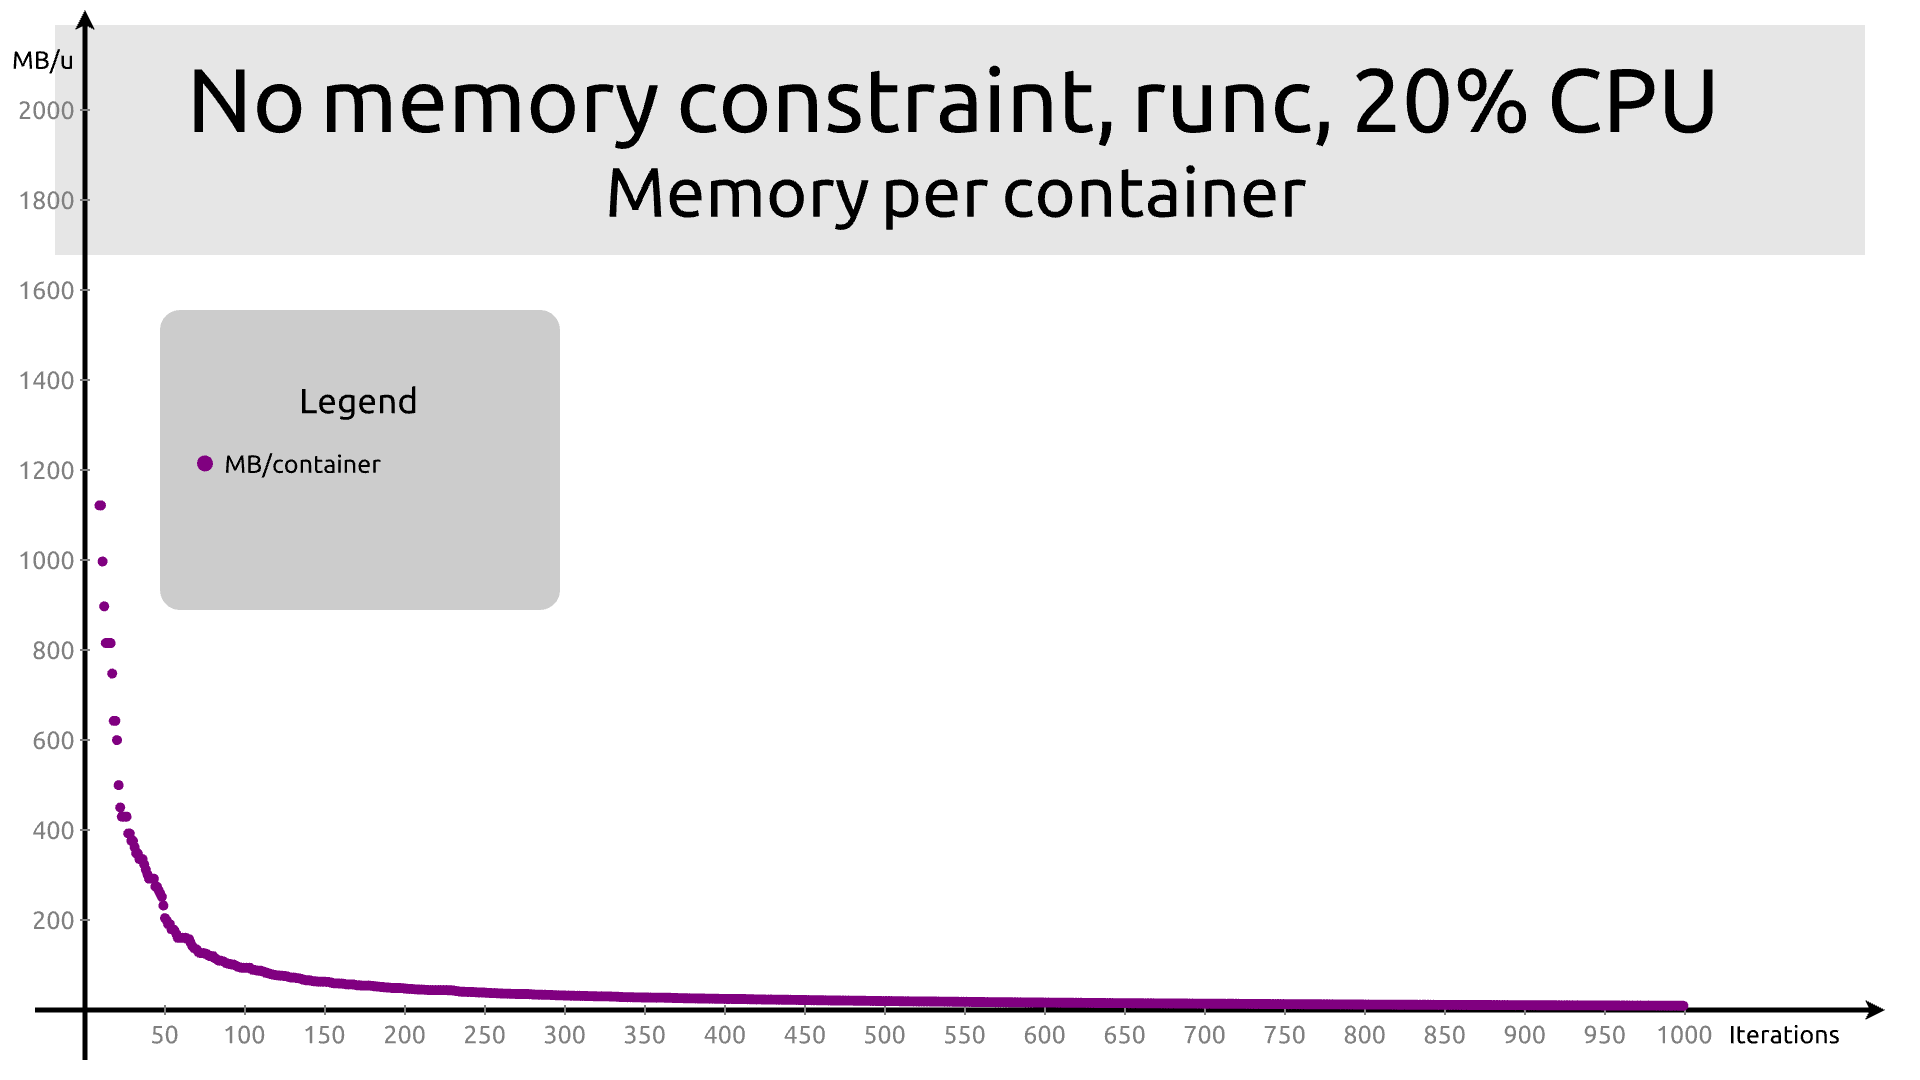 No memory constraint, runc, 20% CPU
Memory per container
MB/u
2000
1800
1600
1400
1200
1000
800
600
400
200
Legend
MB/container
50 100 150 200 250 300 350 400 450 500 550 600 650 700 750 800 850 900 950 1000 Iterations